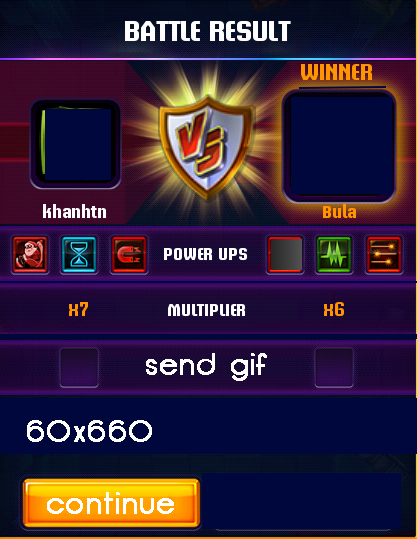 BATTLE RESULT
WINNER
VS
khanhtn
Bula
POWER UPS
x7 MULTIPLIER x6
send gif
60x660
continue